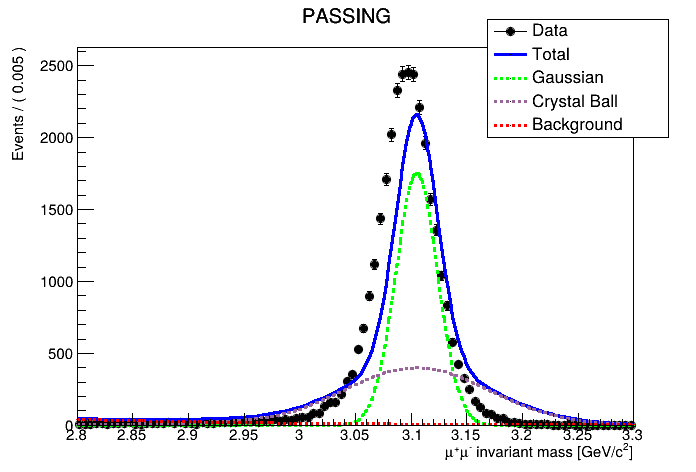 PASSING
Data
Total
Gaussian
Crystal Ball
Background
Events / ( 0.005 )
2500
2000
1500
1000
500
0
2.8 2.85 2.9 2.95 3 3.05 3.1 3.15 3.2 3.25 3.3
μ⁺μ⁻ invariant mass [GeV/c²]